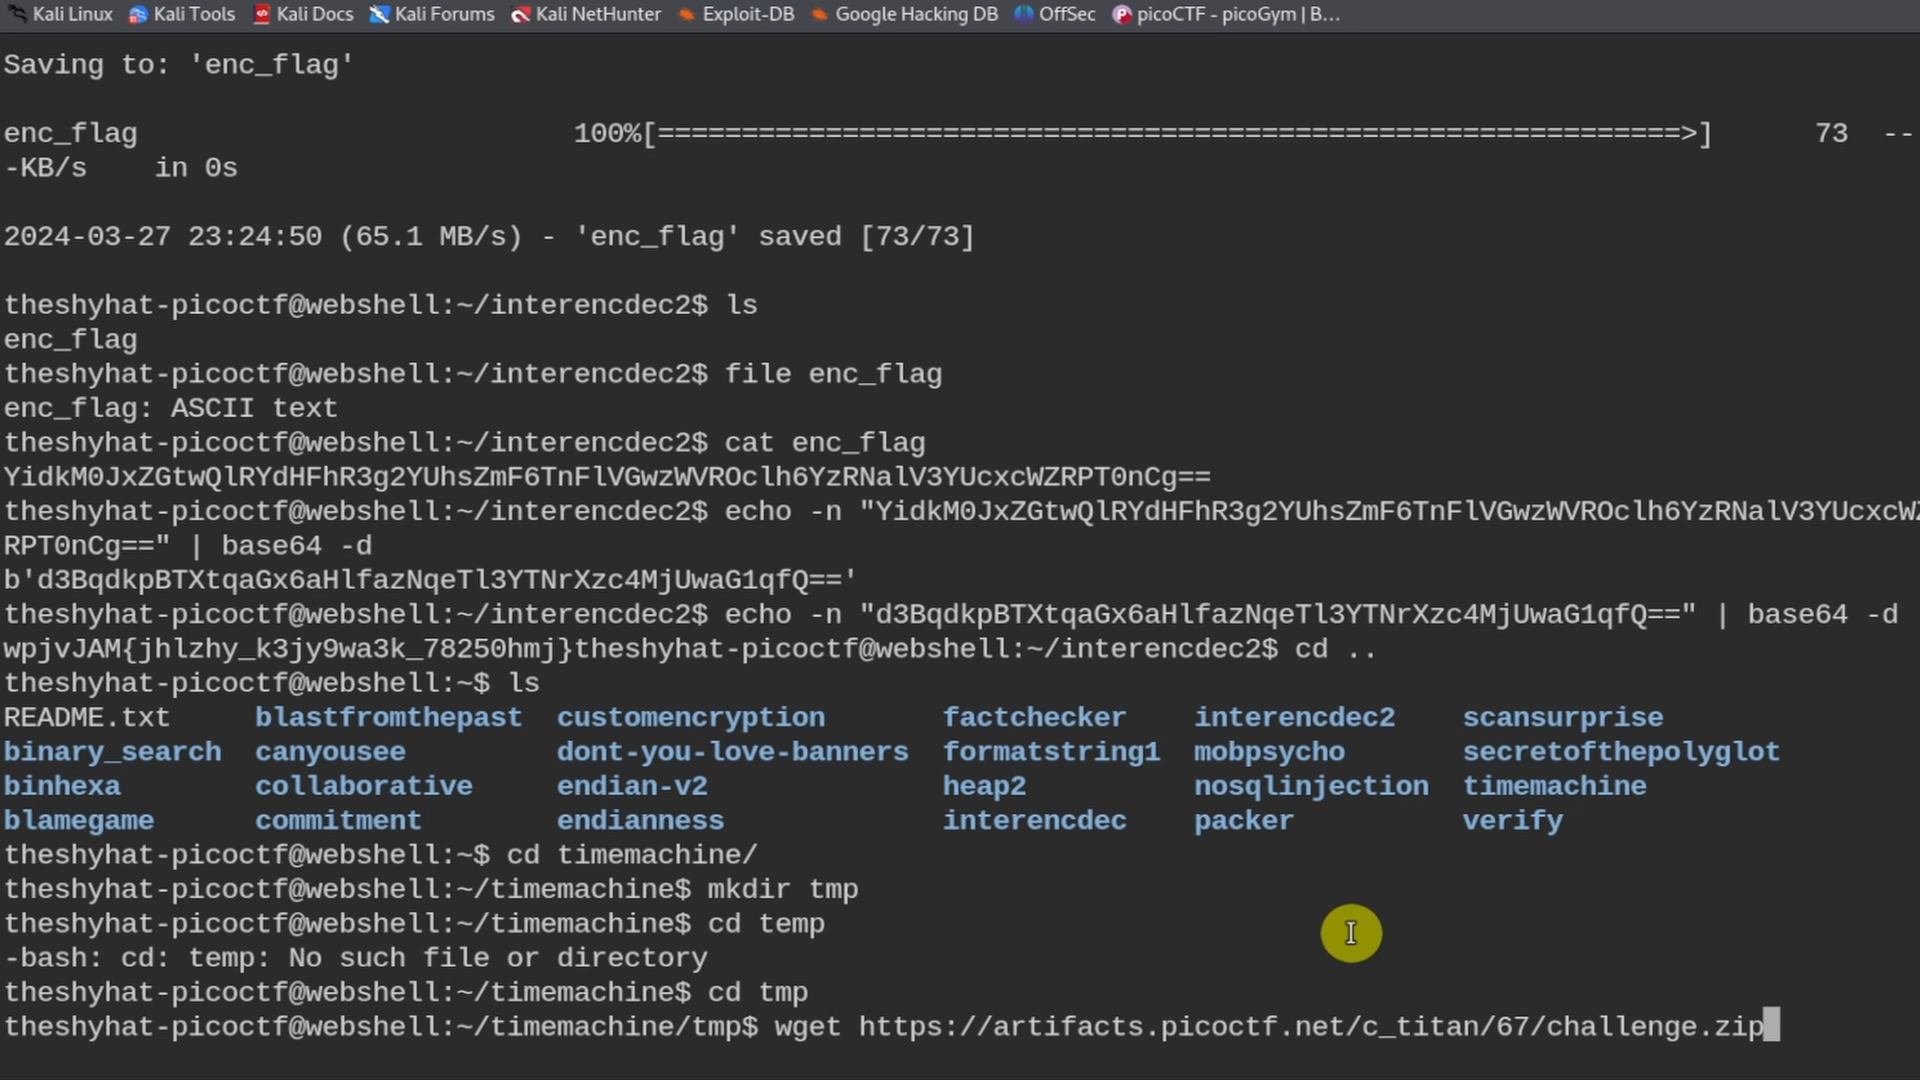 Kali Linux Kali Tools Kali Docs Kali Forums Kali NetHunter Exploit-DB Google Hacking DB OffSec picoCTF - picoGym | B...
Saving to: 'enc_flag'
enc_flag 100%[=============================================================>] 73 --
-KB/s in 0s
2024-03-27 23:24:50 (65.1 MB/s) - 'enc_flag' saved [73/73]
theshyhat-picoctf@webshell:~/interencdec2$ ls
enc_flag
theshyhat-picoctf@webshell:~/interencdec2$ file enc_flag
enc_flag: ASCII text
theshyhat-picoctf@webshell:~/interencdec2$ cat enc_flag
YidkM0JxZGtwQlRYdHFhR3g2YUhsZmF6TnFlVGwzWVROclh6YzRNalV3YUcxcWZRPT0nCg==
theshyhat-picoctf@webshell:~/interencdec2$ echo -n "YidkM0JxZGtwQlRYdHFhR3g2YUhsZmF6TnFlVGwzWVROclh6YzRNalV3YUcxcWZ
RPT0nCg==" | base64 -d
b'd3BqdkpBTXtqaGx6aHlfazNqeTl3YTNrXzc4MjUwaG1qfQ=='
theshyhat-picoctf@webshell:~/interencdec2$ echo -n "d3BqdkpBTXtqaGx6aHlfazNqeTl3YTNrXzc4MjUwaG1qfQ==" | base64 -d
wpjvJAM{jhlzhy_k3jy9wa3k_78250hmj}theshyhat-picoctf@webshell:~/interencdec2$ cd ..
theshyhat-picoctf@webshell:~$ ls
README.txt blastfromthepast customencryption factchecker interencdec2 scansurprise
binary_search canyousee dont-you-love-banners formatstring1 mobpsycho secretofthepolyglot
binhexa collaborative endian-v2 heap2 nosqlinjection timemachine
blamegame commitment endianness interencdec packer verify
theshyhat-picoctf@webshell:~$ cd timemachine/
theshyhat-picoctf@webshell:~/timemachine$ mkdir tmp
theshyhat-picoctf@webshell:~/timemachine$ cd temp
-bash: cd: temp: No such file or directory
theshyhat-picoctf@webshell:~/timemachine$ cd tmp
theshyhat-picoctf@webshell:~/timemachine/tmp$ wget https://artifacts.picoctf.net/c_titan/67/challenge.zip